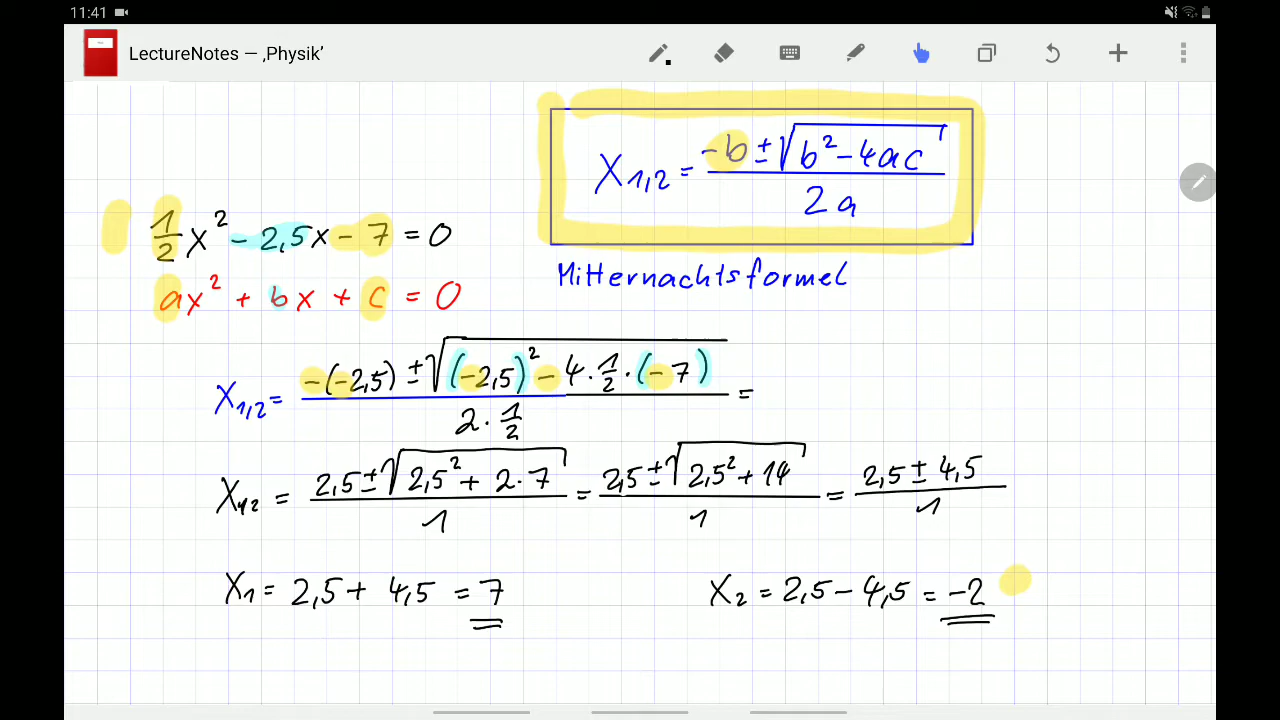 11:41
LectureNotes — ‚Physik‘
X1,2 = -b ± √(b² - 4ac) / 2a
1/2 x² - 2,5x - 7 = 0
Mitternachtsformel
ax² + bx + c = 0
X1,2 = -(-2,5) ± √((-2,5)² - 4 · 1/2 · (-7)) / 2 · 1/2 =
X1/2 = 2,5 ± √(2,5² + 2 · 7) / 1 = 2,5 ± √(2,5² + 14) / 1 = 2,5 ± 4,5 / 1
X1 = 2,5 + 4,5 = 7
X2 = 2,5 - 4,5 = -2